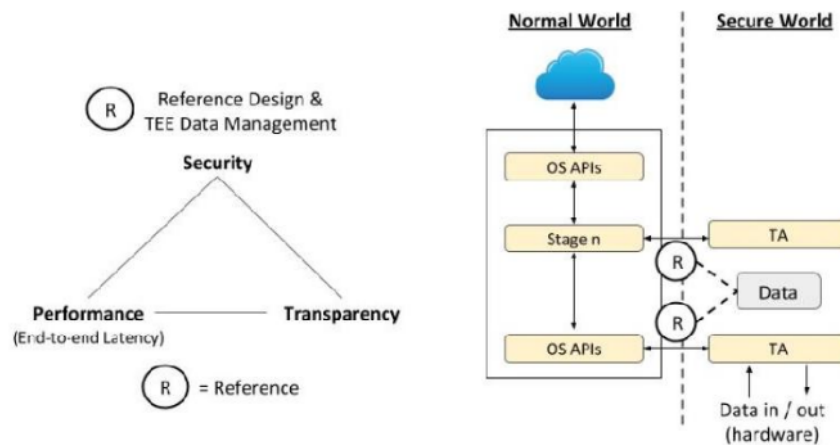 R
Reference Design &
TEE Data Management
Security
Performance
(End-to-end Latency)
Transparency
R
= Reference
Normal World
Secure World
OS APIs
Stage n
TA
R
Data
R
OS APIs
TA
Data in / out
(hardware)